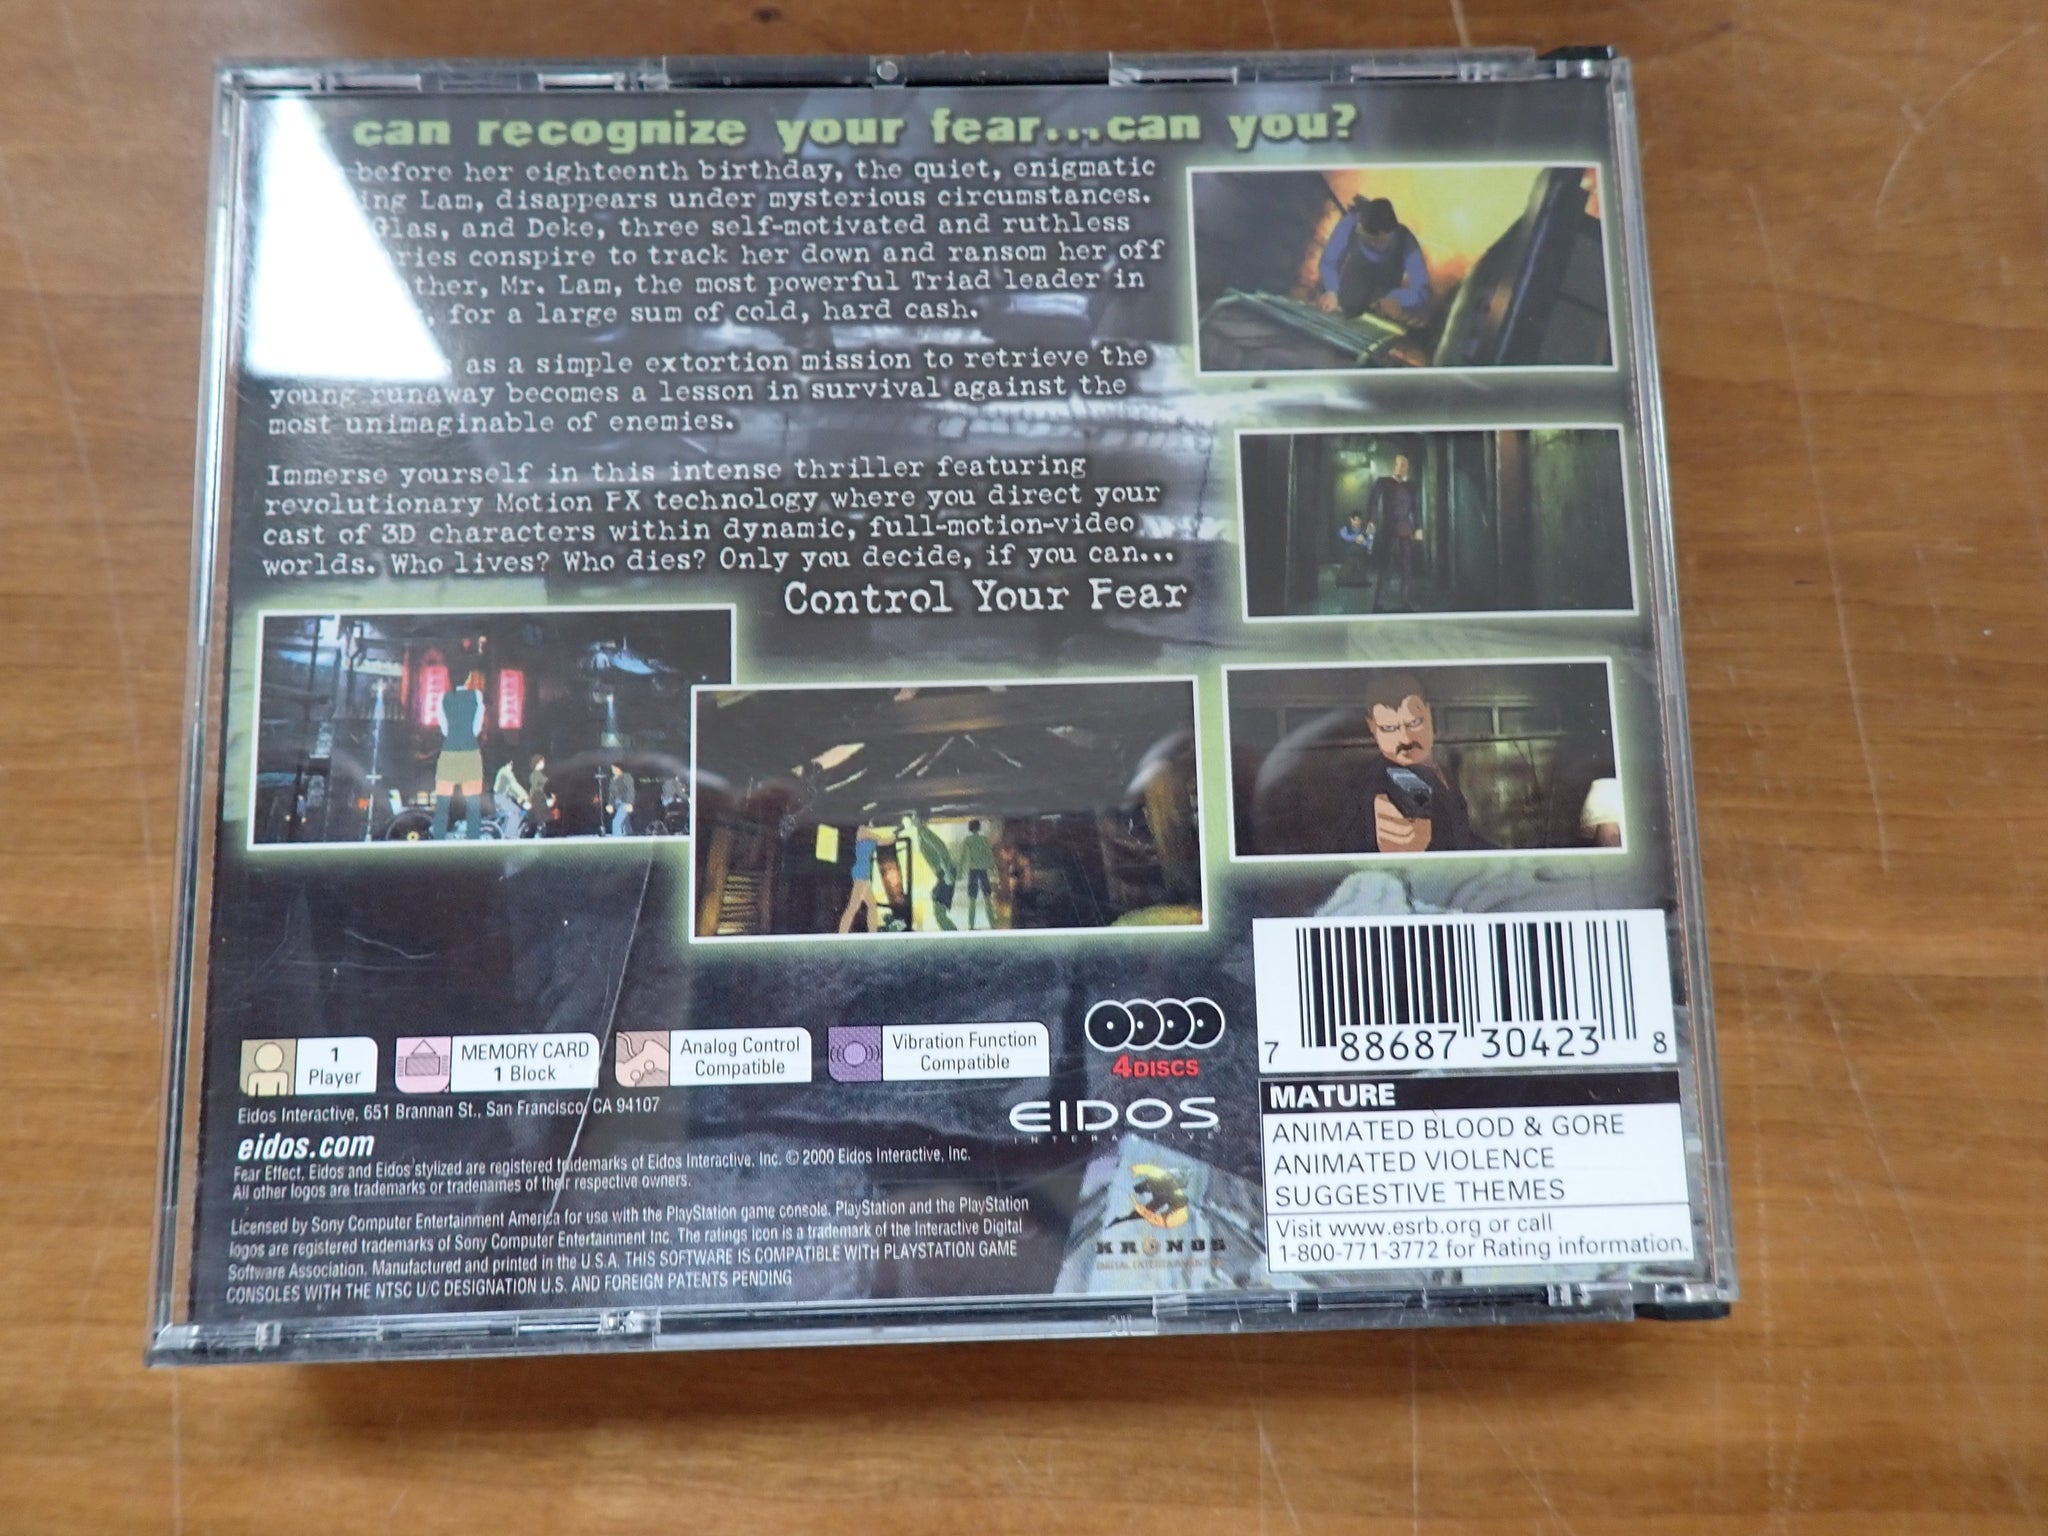 can recognize your fear...can you?
before her eighteenth birthday, the quiet, enigmatic
ing Lam, disappears under mysterious circumstances.
Glas, and Deke, three self-motivated and ruthless
ries conspire to track her down and ransom her off
ther, Mr. Lam, the most powerful Triad leader in
, for a large sum of cold, hard cash.
as a simple extortion mission to retrieve the
young runaway becomes a lesson in survival against the
most unimaginable of enemies.
Immerse yourself in this intense thriller featuring
revolutionary Motion FX technology where you direct your
cast of 3D characters within dynamic, full-motion-video
worlds. Who lives? Who dies? Only you decide, if you can...
Control Your Fear
1
Player
MEMORY CARD
1 Block
Analog Control
Compatible
Vibration Function
Compatible
4 DISCS
7 88687 30423 8
Eidos Interactive, 651 Brannan St., San Francisco, CA 94107
eidos.com
EIDOS
INTERACTIVE
Fear Effect, Eidos and Eidos stylized are registered trademarks of Eidos Interactive, Inc. © 2000 Eidos Interactive, Inc.
All other logos are trademarks or tradenames of their respective owners.
Licensed by Sony Computer Entertainment America for use with the PlayStation game console. PlayStation and the PlayStation
logos are registered trademarks of Sony Computer Entertainment Inc. The ratings icon is a trademark of the Interactive Digital
Software Association. Manufactured and printed in the U.S.A. THIS SOFTWARE IS COMPATIBLE WITH PLAYSTATION GAME
CONSOLES WITH THE NTSC U/C DESIGNATION U.S. AND FOREIGN PATENTS PENDING
KRONOS
DIGITAL ENTERTAINMENT
MATURE
ANIMATED BLOOD & GORE
ANIMATED VIOLENCE
SUGGESTIVE THEMES
Visit www.esrb.org or call
1-800-771-3772 for Rating information.